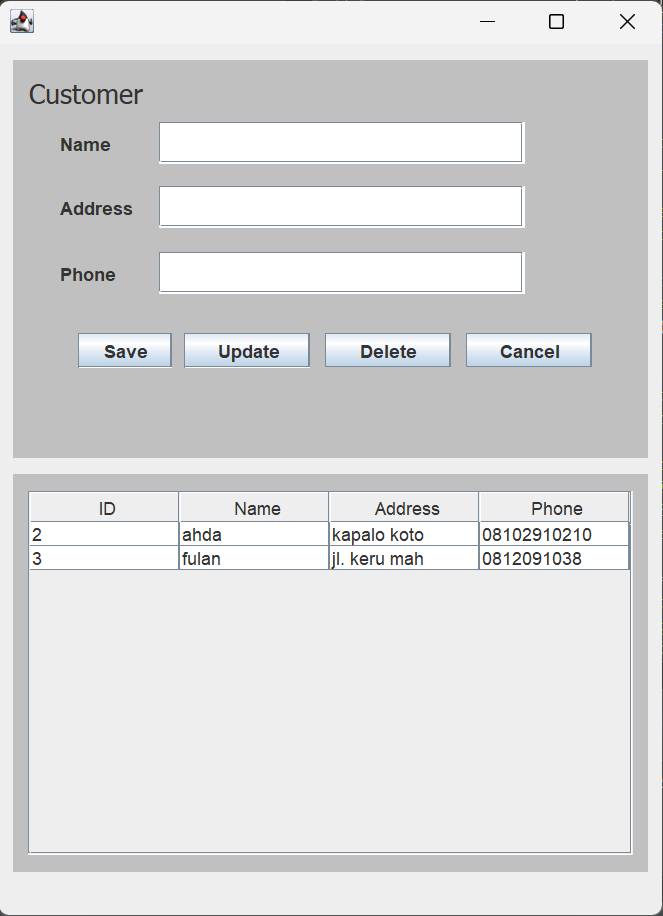 Customer
Name
Address
Phone
Save Update Delete Cancel
ID Name Address Phone
2 ahda kapalo koto 08102910210
3 fulan jl. keru mah 0812091038